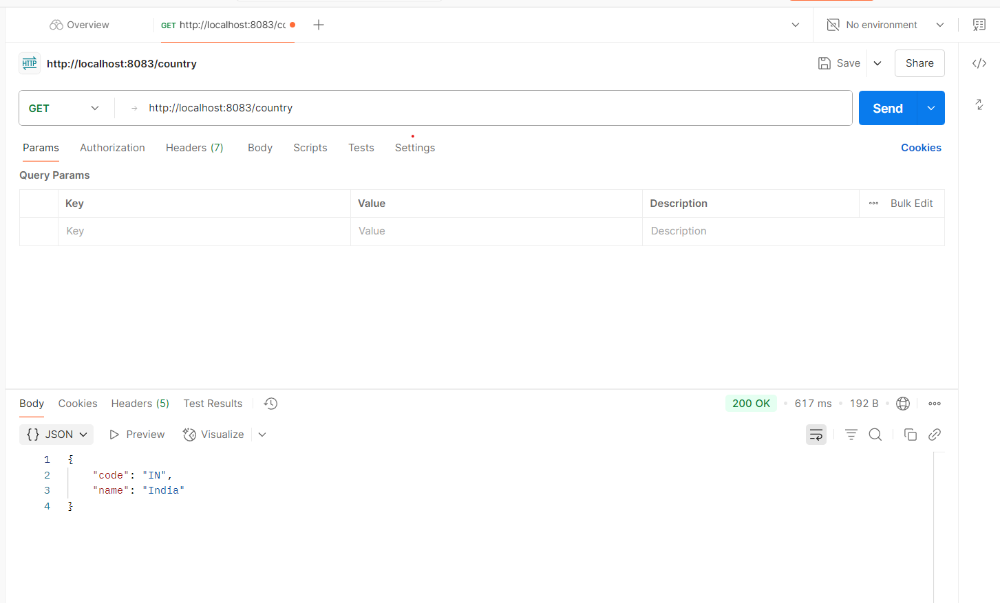 Overview
GET http://localhost:8083/cc
No environment
http://localhost:8083/country
Save
Share
GET
http://localhost:8083/country
Send
Params Authorization Headers (7) Body Scripts Tests Settings Cookies
Query Params
Key Value Description Bulk Edit
Key Value Description
Body Cookies Headers (5) Test Results 200 OK 617 ms 192 B
{} JSON Preview Visualize
1 {
2 "code": "IN",
3 "name": "India"
4 }